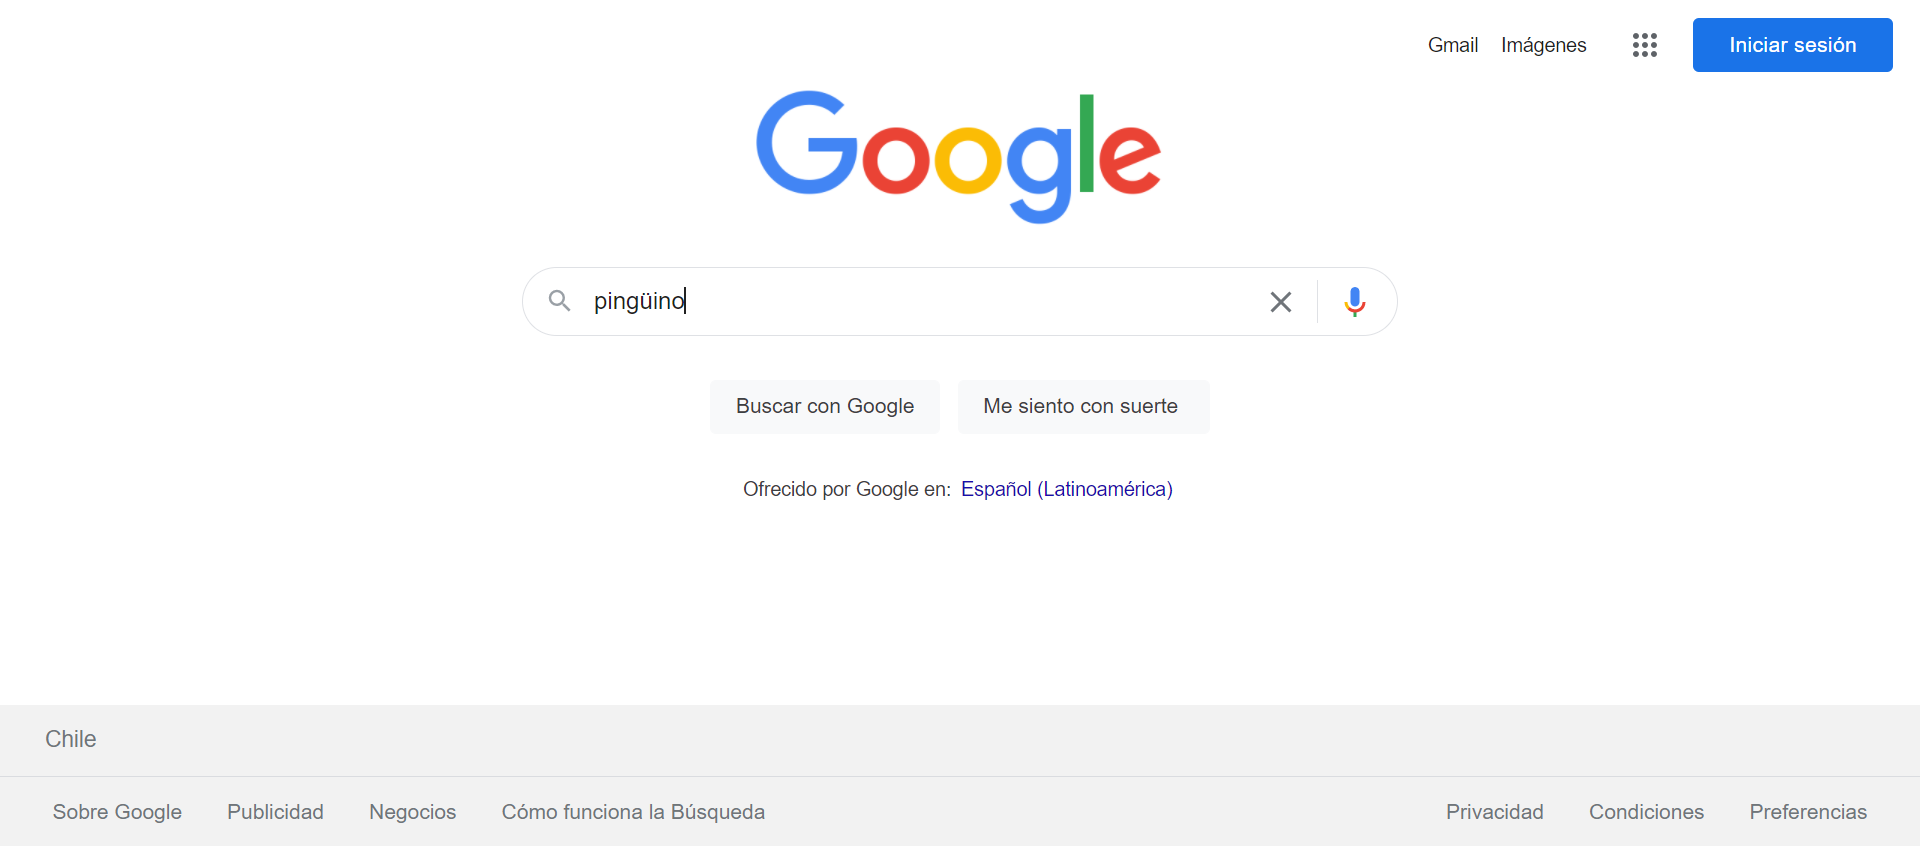 Gmail Imágenes Iniciar sesión
Google
pingüino
Buscar con Google Me siento con suerte
Ofrecido por Google en: Español (Latinoamérica)
Chile
Sobre Google Publicidad Negocios Cómo funciona la Búsqueda Privacidad Condiciones Preferencias